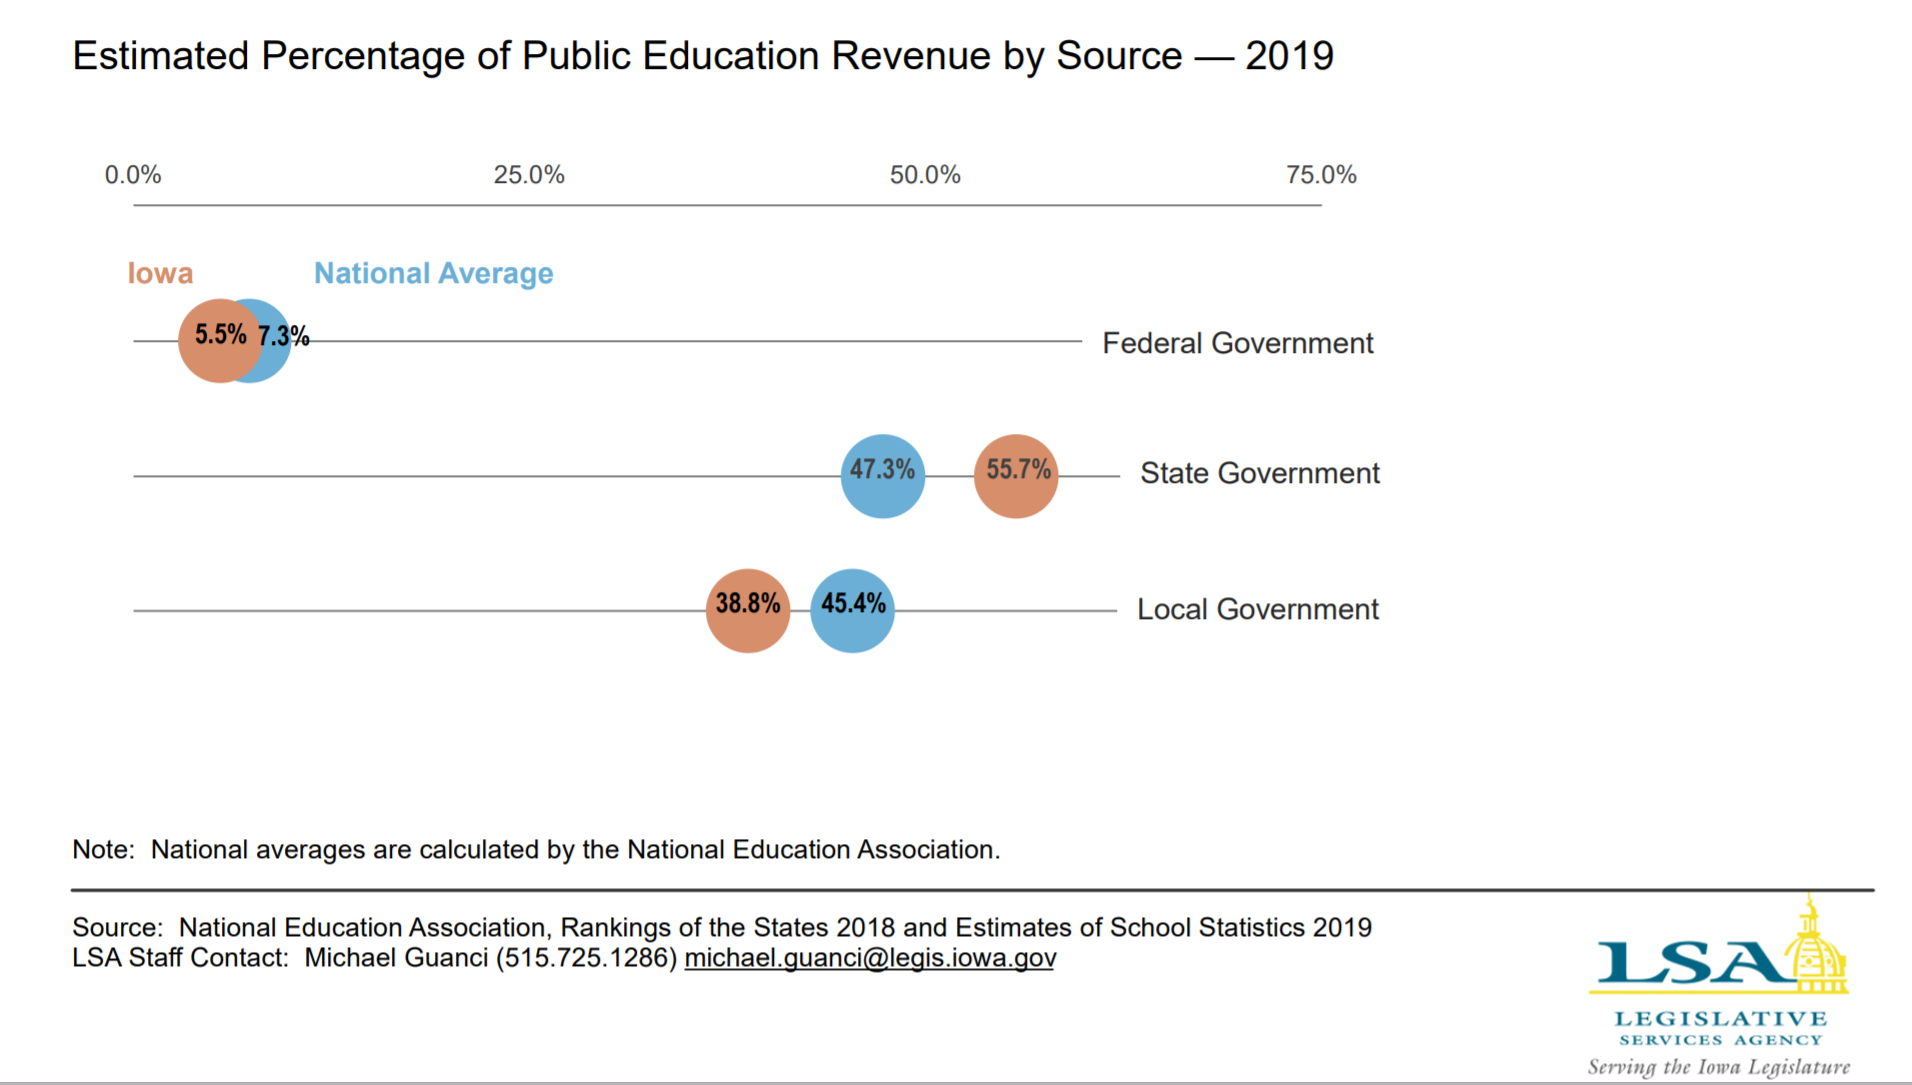 Estimated Percentage of Public Education Revenue by Source — 2019
0.0% 25.0% 50.0% 75.0%
Iowa National Average
5.5% 7.3% Federal Government
47.3% 55.7% State Government
38.8% 45.4% Local Government
Note: National averages are calculated by the National Education Association.
Source: National Education Association, Rankings of the States 2018 and Estimates of School Statistics 2019
LSA Staff Contact: Michael Guanci (515.725.1286) michael.guanci@legis.iowa.gov
LSA
LEGISLATIVE
SERVICES AGENCY
Serving the Iowa Legislature